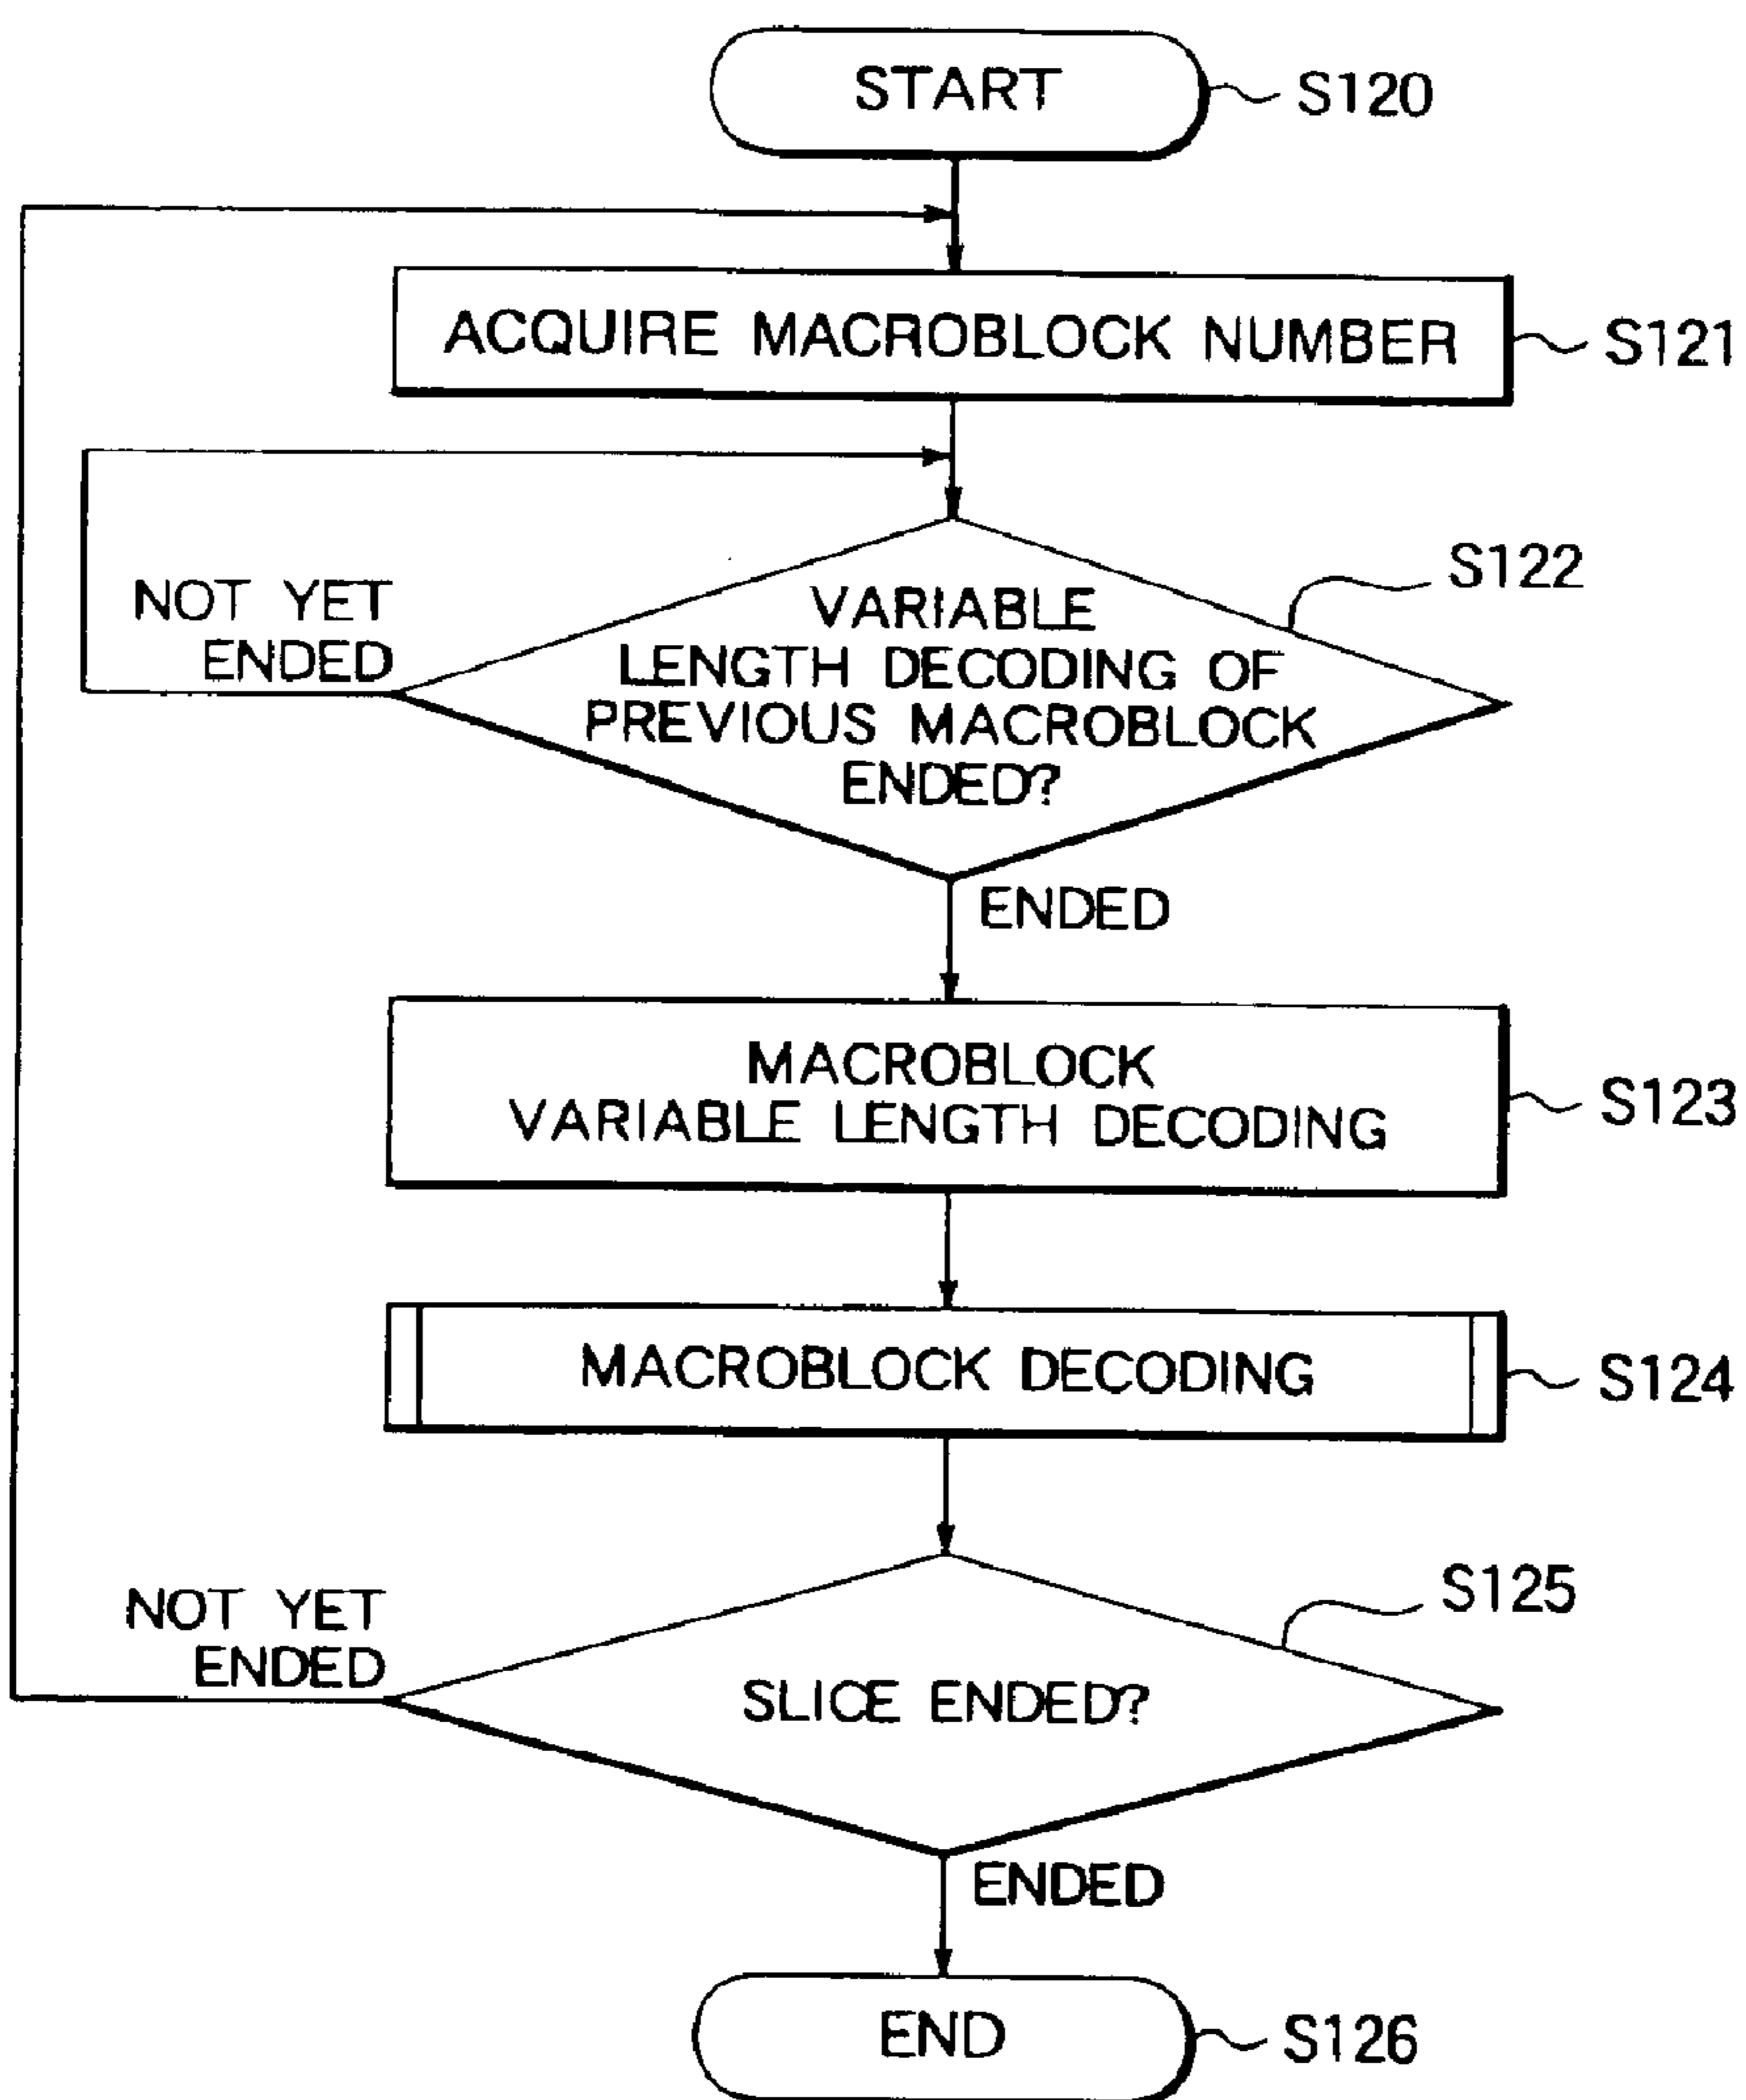 START
S120
ACQUIRE MACROBLOCK NUMBER
S121
S122
NOT YET
ENDED
VARIABLE
LENGTH DECODING OF
PREVIOUS MACROBLOCK
ENDED?
ENDED
MACROBLOCK
VARIABLE LENGTH DECODING
S123
MACROBLOCK DECODING
S124
S125
NOT YET
ENDED
SLICE ENDED?
ENDED
END
S126